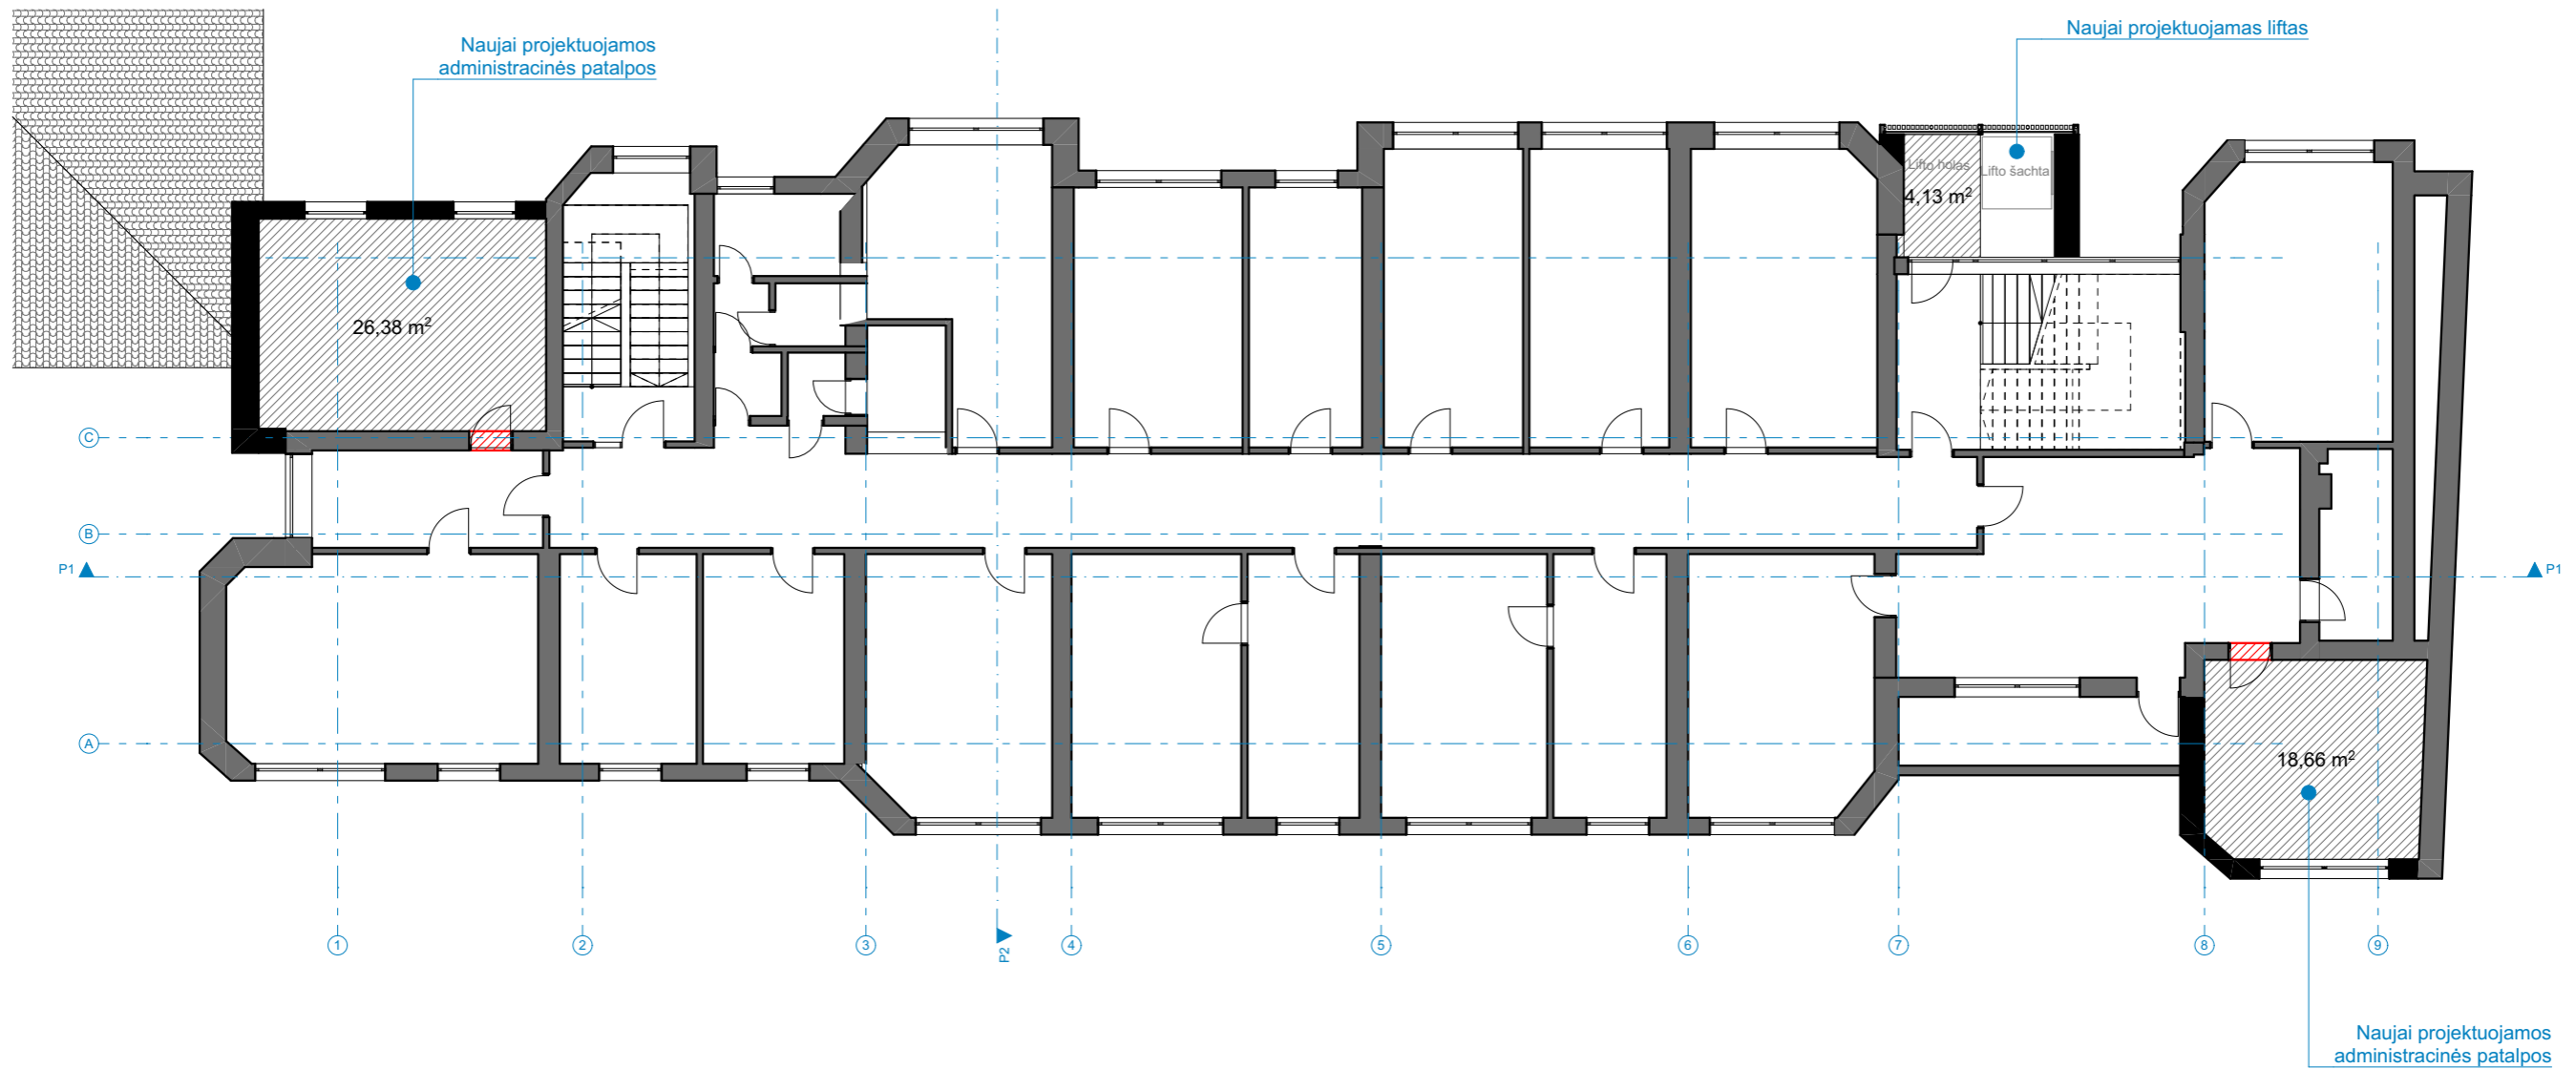 Naujai projektuojamos
administracinės patalpos
Naujai projektuojamas liftas
Lifto holas
4,13 m²
Lifto šachta
26,38 m²
C
B
P1
P1
A
18,66 m²
1
2
3
P2
4
5
6
7
8
9
Naujai projektuojamos
administracinės patalpos